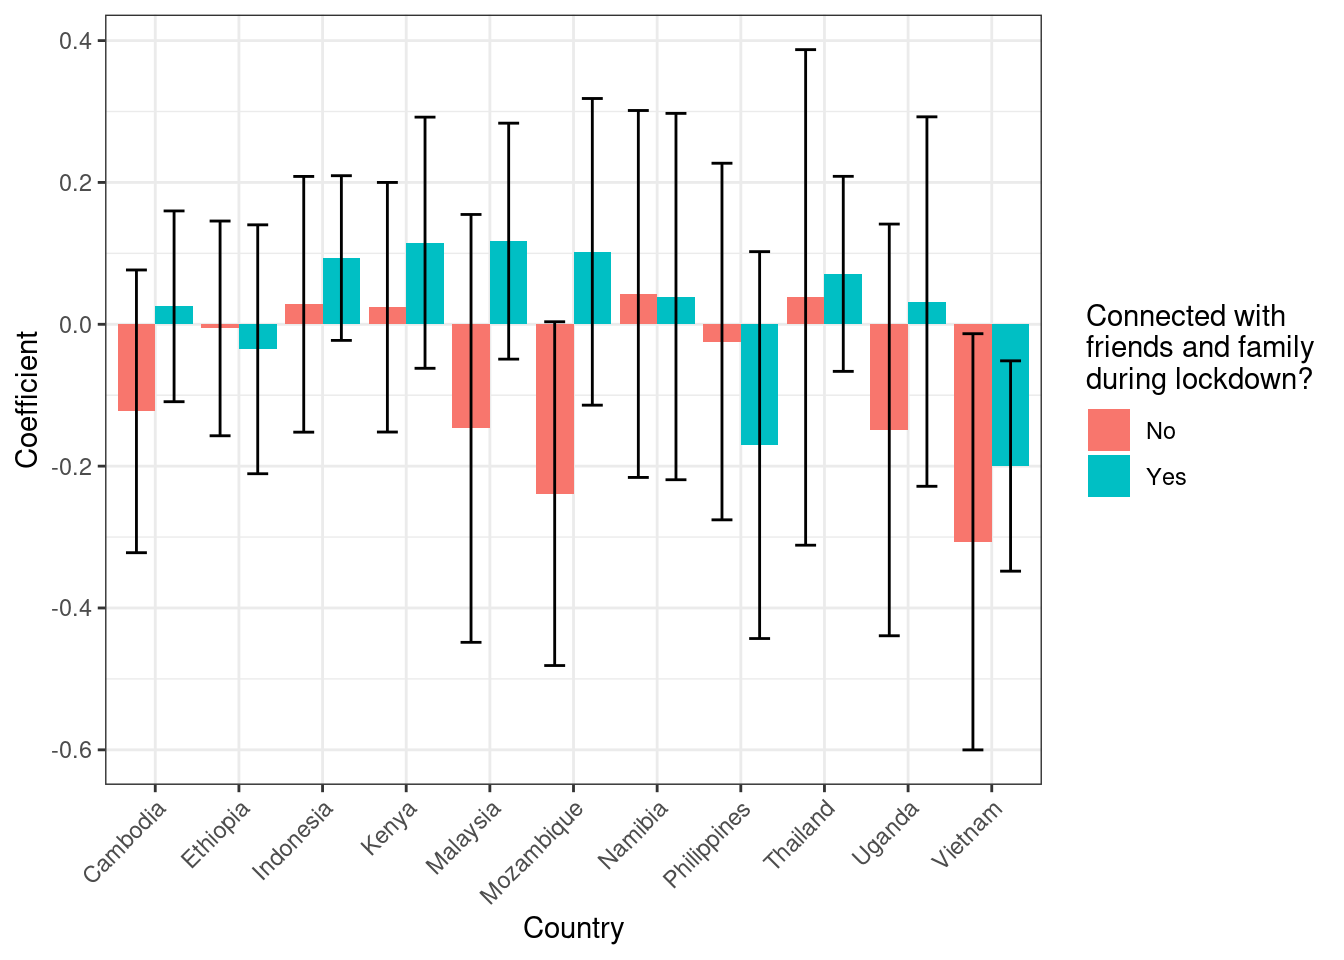 0.4
0.2
0.0
-0.2
-0.4
-0.6
Coefficient
Cambodia
Ethiopia
Indonesia
Kenya
Malaysia
Mozambique
Namibia
Philippines
Thailand
Uganda
Vietnam
Country
Connected with
friends and family
during lockdown?
No
Yes